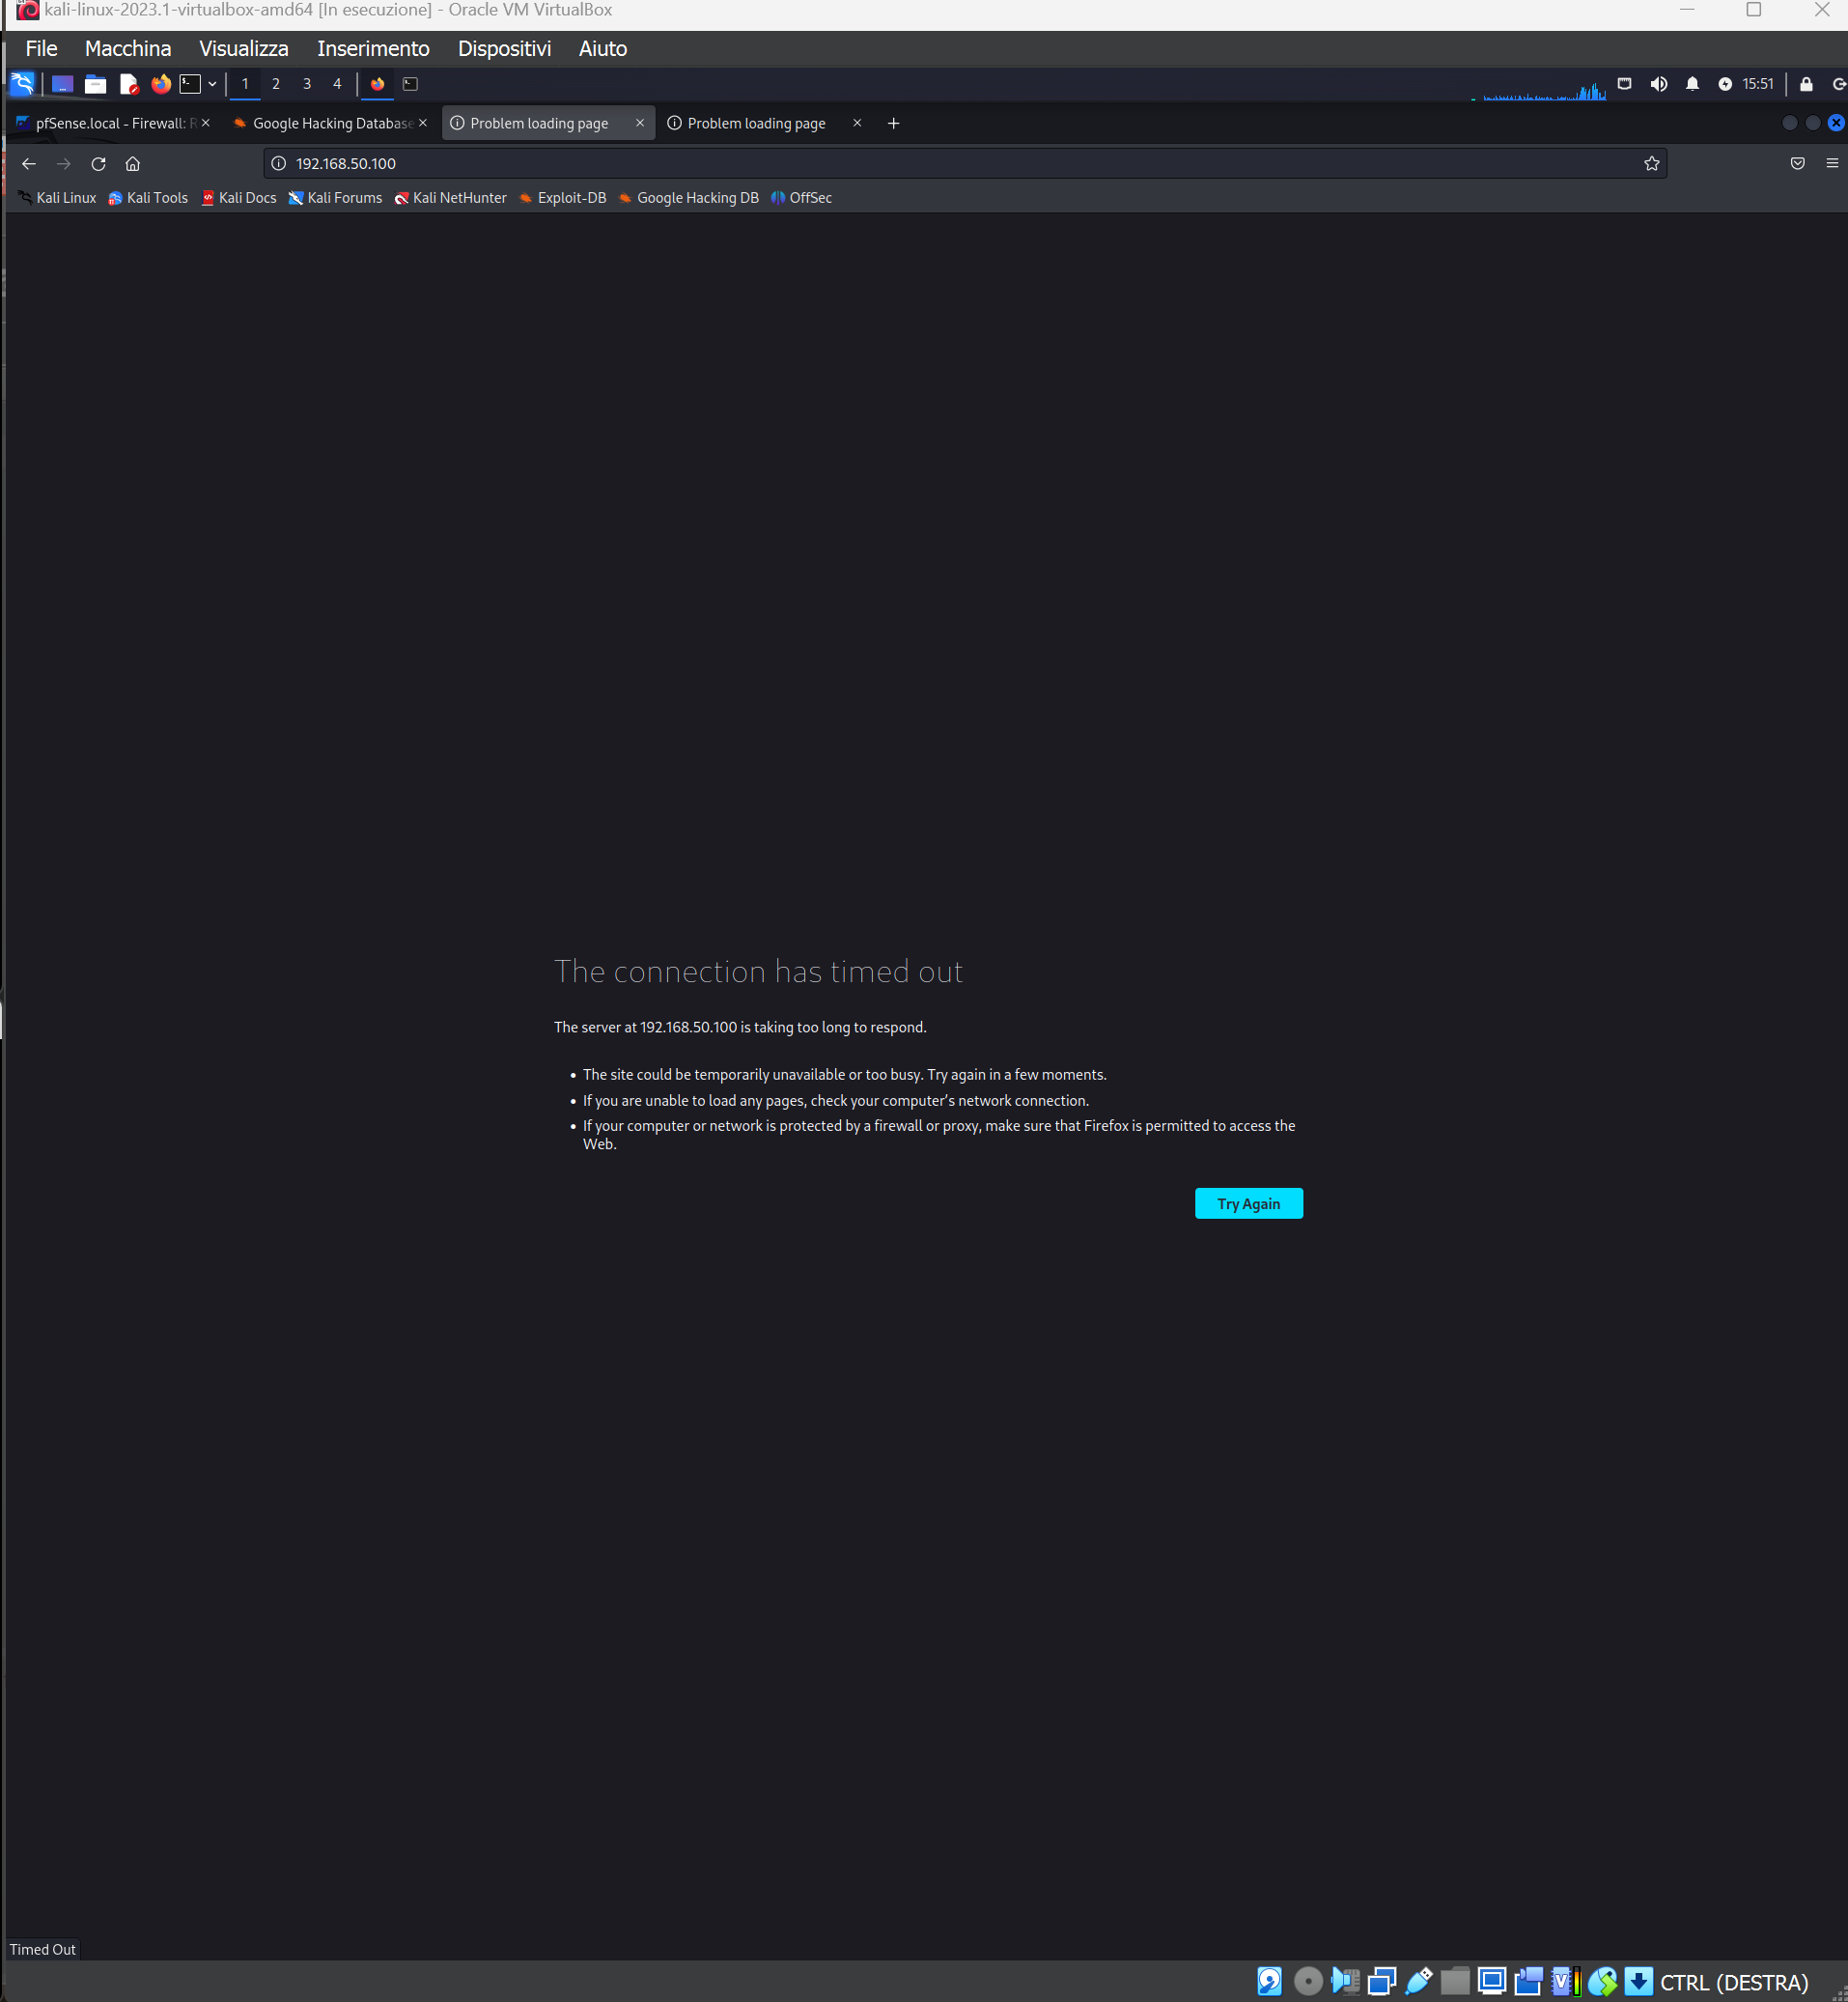 kali-linux-2023.1-virtualbox-amd64 [In esecuzione] - Oracle VM VirtualBox
File Macchina Visualizza Inserimento Dispositivi Aiuto
1 2 3 4 15:51
pfSense.local - Firewall: R Google Hacking Database Problem loading page Problem loading page
192.168.50.100
Kali Linux Kali Tools Kali Docs Kali Forums Kali NetHunter Exploit-DB Google Hacking DB OffSec
The connection has timed out
The server at 192.168.50.100 is taking too long to respond.
• The site could be temporarily unavailable or too busy. Try again in a few moments.
• If you are unable to load any pages, check your computer’s network connection.
• If your computer or network is protected by a firewall or proxy, make sure that Firefox is permitted to access the
Web.
Try Again
Timed Out
CTRL (DESTRA)